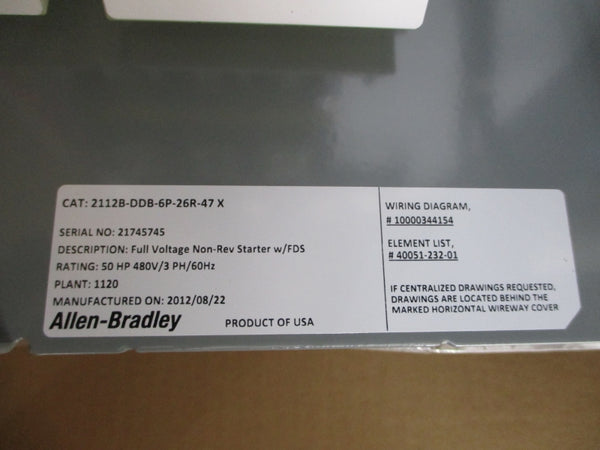 CAT: 2112B-DDB-6P-26R-47 X
SERIAL NO: 21745745
DESCRIPTION: Full Voltage Non-Rev Starter w/FDS
RATING: 50 HP 480V/3 PH/60Hz
PLANT: 1120
MANUFACTURED ON: 2012/08/22
Allen-Bradley PRODUCT OF USA
WIRING DIAGRAM,
# 10000344154
ELEMENT LIST,
# 40051-232-01
IF CENTRALIZED DRAWINGS REQUESTED,
DRAWINGS ARE LOCATED BEHIND THE
MARKED HORIZONTAL WIREWAY COVER